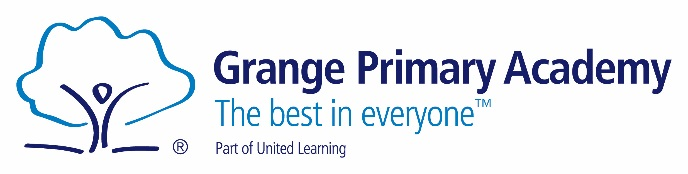 Grange Primary Academy
The best in everyone™
Part of United Learning
®